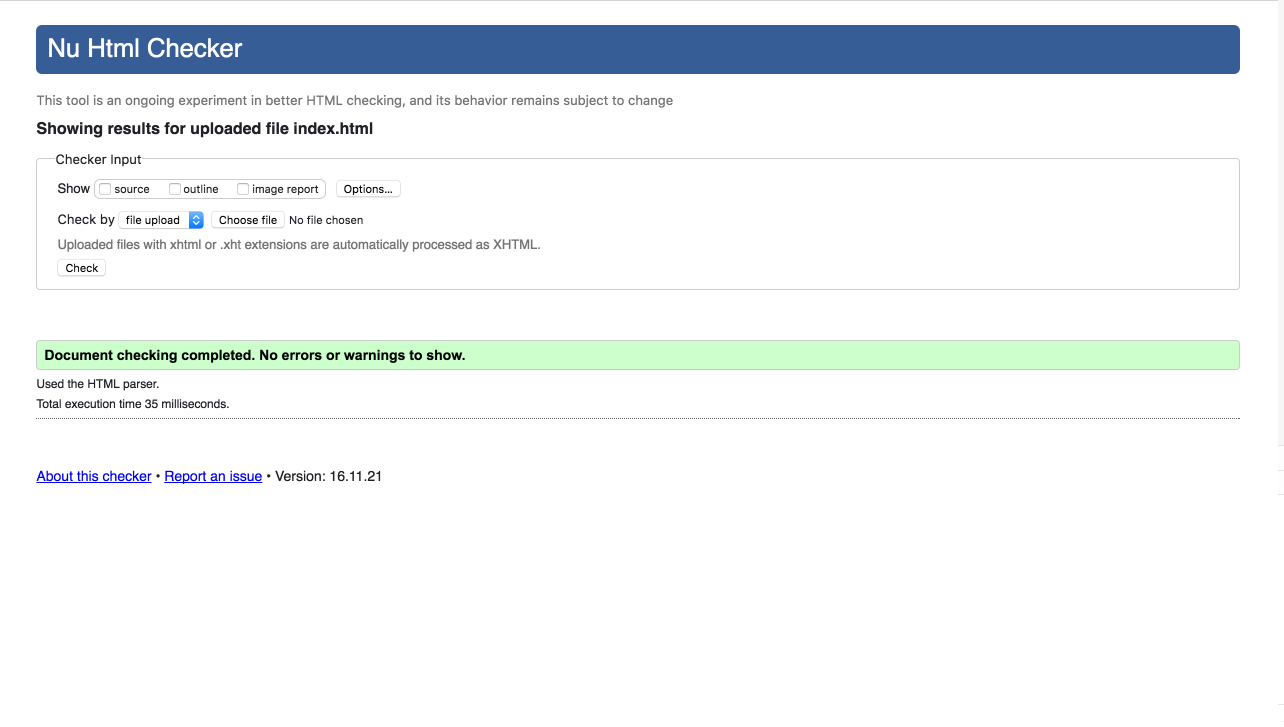 Nu Html Checker
This tool is an ongoing experiment in better HTML checking, and its behavior remains subject to change
Showing results for uploaded file index.html
Checker Input
Show source outline image report Options...
Check by file upload Choose file No file chosen
Uploaded files with xhtml or .xht extensions are automatically processed as XHTML.
Check
Document checking completed. No errors or warnings to show.
Used the HTML parser.
Total execution time 35 milliseconds.
About this checker • Report an issue • Version: 16.11.21